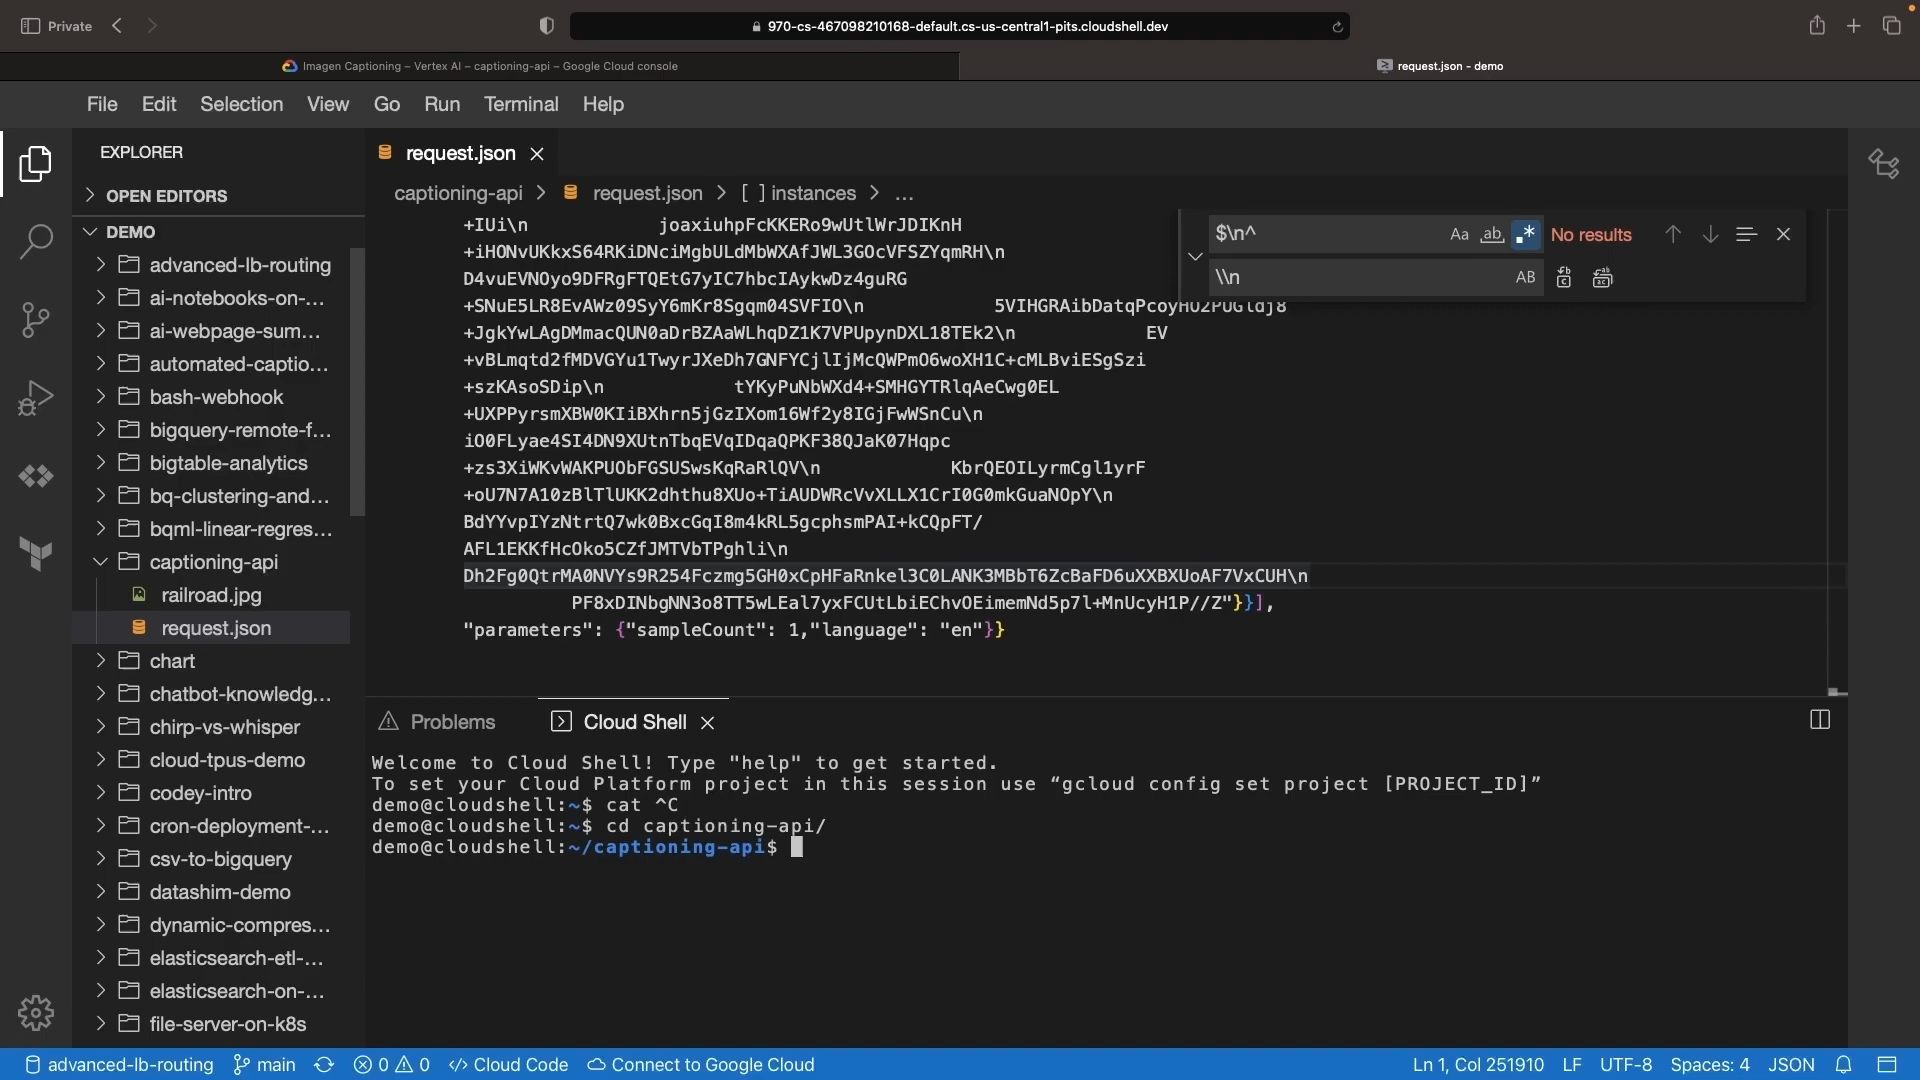 Private
970-cs-467098210168-default.cs-us-central1-pits.cloudshell.dev
Imagen Captioning – Vertex AI – captioning-api – Google Cloud console
request.json - demo
File Edit Selection View Go Run Terminal Help
EXPLORER
OPEN EDITORS
DEMO
advanced-lb-routing
ai-notebooks-on-...
ai-webpage-sum...
automated-captio...
bash-webhook
bigquery-remote-f...
bigtable-analytics
bq-clustering-and...
bqml-linear-regres...
captioning-api
railroad.jpg
request.json
chart
chatbot-knowledg...
chirp-vs-whisper
cloud-tpus-demo
codey-intro
cron-deployment-...
csv-to-bigquery
datashim-demo
dynamic-compres...
elasticsearch-etl-...
elasticsearch-on-...
file-server-on-k8s
request.json
captioning-api > request.json > [ ] instances > ...
$\n^ Aa ab .* No results
\\n AB
+IUi\n joaxiuhpFcKKERo9wUtlWrJDIKnH
+iHONvUKkxS64RKiDNciMgbULdMbWXAfJWL3GOcVFSZYqmRH\n
D4vuEVNOyo9DFRgFTQEtG7yIC7hbcIAykwDz4guRG
+SNuE5LR8EvAWz09SyY6mKr8Sgqm04SVFIO\n 5VIHGRAibDatqPcoyHO2PUGldj8
+JgkYwLAgDMmacQUN0aDrBZAaWLhqDZ1K7VPUpynDXL18TEk2\n EV
+vBLmqtd2fMDVGYu1TwyrJXeDh7GNFYCjlIjMcQWPmO6woXH1C+cMLBviESgSzi
+szKAsoSDip\n tYKyPuNbWXd4+SMHGYTRlqAeCwg0EL
+UXPPyrsmXBW0KIiBXhrn5jGzIXom16Wf2y8IGjFwWSnCu\n
iO0FLyae4SI4DN9XUtnTbqEVqIDqaQPKF38QJaK07Hqpc
+zs3XiWKvWAKPUObFGSUSwsKqRaRlQV\n KbrQEOILyrmCgl1yrF
+oU7N7A10zBlTlUKK2dhthu8XUo+TiAUDWRcVvXLLX1CrI0G0mkGuaNOpY\n
BdYYvpIYzNtrtQ7wk0BxcGqI8m4kRL5gcphsmPAI+kCQpFT/
AFL1EKKfHcOko5CZfJMTVbTPghli\n
Dh2Fg0QtrMA0NVYs9R254Fczmg5GH0xCpHFaRnkel3C0LANK3MBbT6ZcBaFD6uXXBXUoAF7VxCUH\n
PF8xDINbgNN3o8TT5wLEal7yxFCUtLbiEChvOEimemNd5p7l+MnUcyH1P//Z"}}],
"parameters": {"sampleCount": 1,"language": "en"}}
Problems Cloud Shell
Welcome to Cloud Shell! Type "help" to get started.
To set your Cloud Platform project in this session use “gcloud config set project [PROJECT_ID]”
demo@cloudshell:~$ cat ^C
demo@cloudshell:~$ cd captioning-api/
demo@cloudshell:~/captioning-api$
advanced-lb-routing main 0 0 </> Cloud Code Connect to Google Cloud Ln 1, Col 251910 LF UTF-8 Spaces: 4 JSON